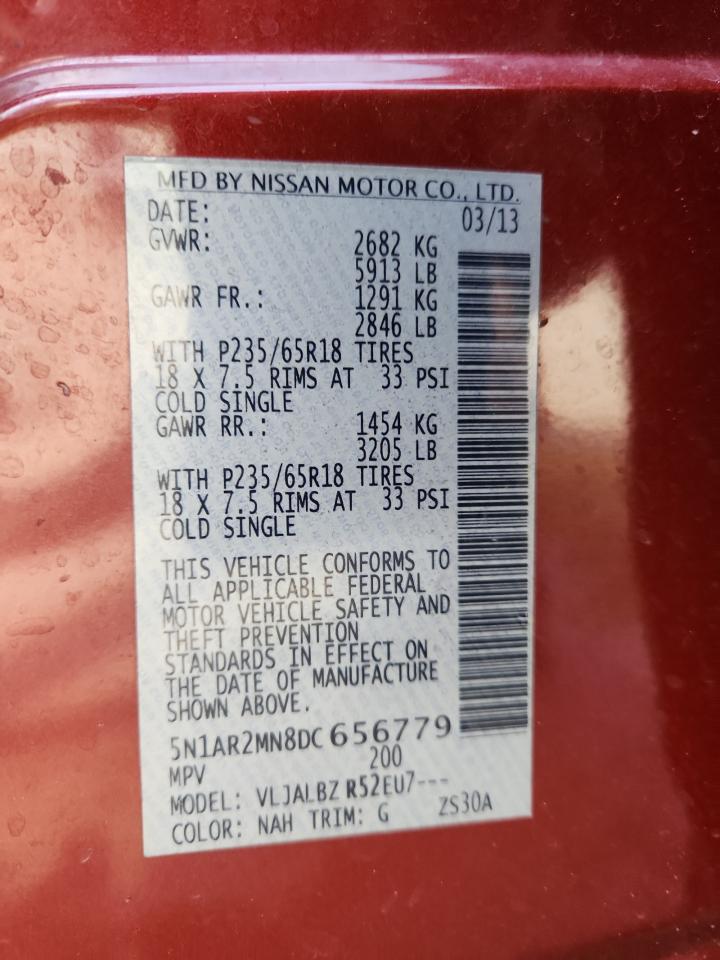 MFD BY NISSAN MOTOR CO., LTD.
DATE: 03/13
GVWR: 2682 KG
5913 LB
GAWR FR.: 1291 KG
2846 LB
WITH P235/65R18 TIRES
18 X 7.5 RIMS AT 33 PSI
COLD SINGLE
GAWR RR.: 1454 KG
3205 LB
WITH P235/65R18 TIRES
18 X 7.5 RIMS AT 33 PSI
COLD SINGLE
THIS VEHICLE CONFORMS TO
ALL APPLICABLE FEDERAL
MOTOR VEHICLE SAFETY AND
THEFT PREVENTION
STANDARDS IN EFFECT ON
THE DATE OF MANUFACTURE
SHOWN ABOVE.
5N1AR2MN8DC 656779
MPV 200
MODEL: VLJALBZ R52EU7---
COLOR: NAH TRIM: G ZS30A